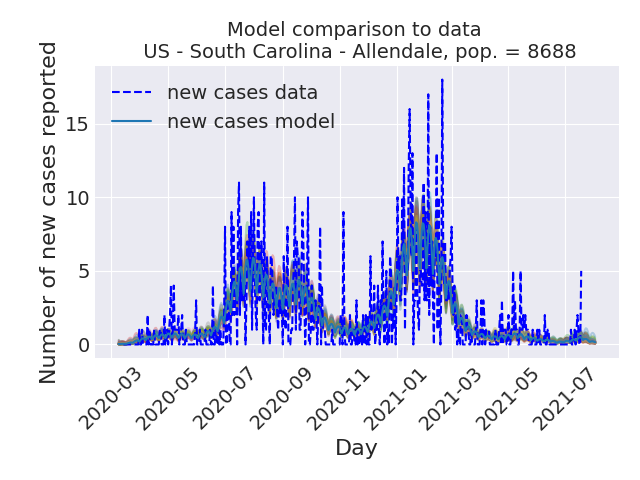 Model comparison to data
US - South Carolina - Allendale, pop. = 8688
new cases data
new cases model
Number of new cases reported
15
10
5
0
2020-03
2020-05
2020-07
2020-09
2020-11
2021-01
2021-03
2021-05
2021-07
Day